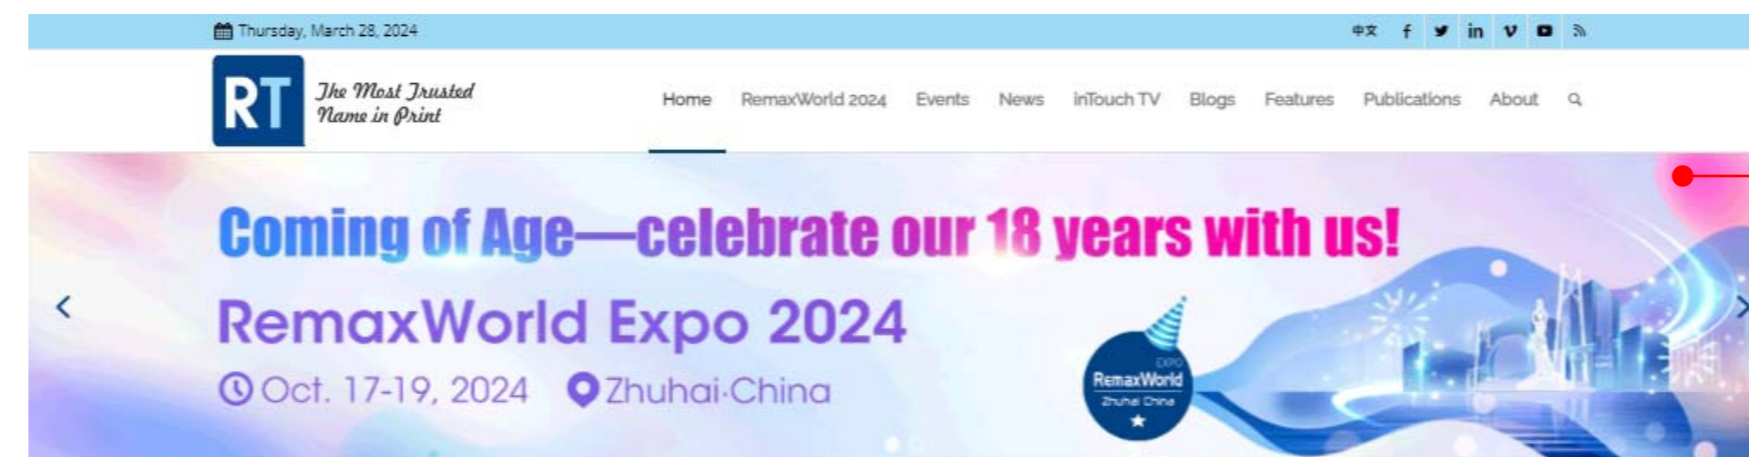 Thursday, March 28, 2024
中文
RT
The Most Trusted
Name in Print
Home RemaxWorld 2024 Events News inTouch TV Blogs Features Publications About
Coming of Age—celebrate our 18 years with us!
RemaxWorld Expo 2024
Oct. 17-19, 2024 Zhuhai·China
EXPO
RemaxWorld
Zhuhai China